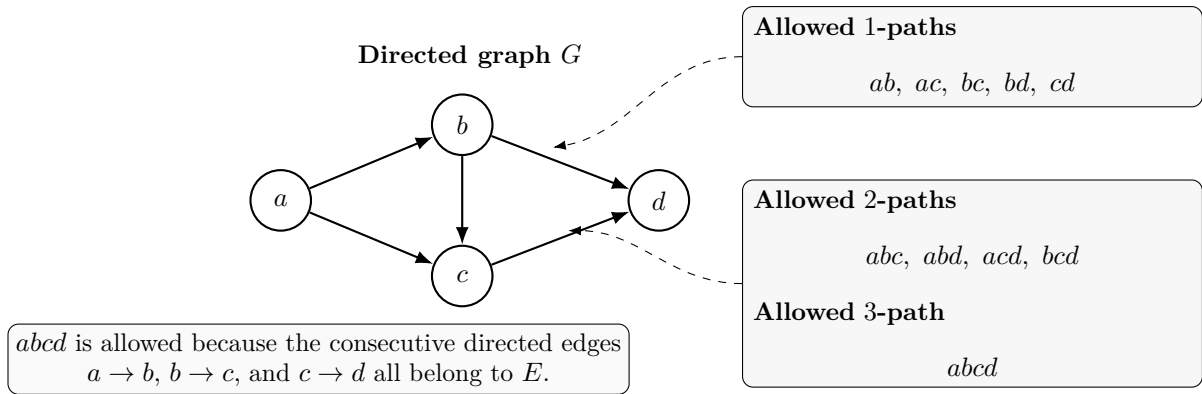 Directed graph G
a
b
c
d
Allowed 1-paths
ab, ac, bc, bd, cd
Allowed 2-paths
abc, abd, acd, bcd
Allowed 3-path
abcd
abcd is allowed because the consecutive directed edges
a → b, b → c, and c → d all belong to E.